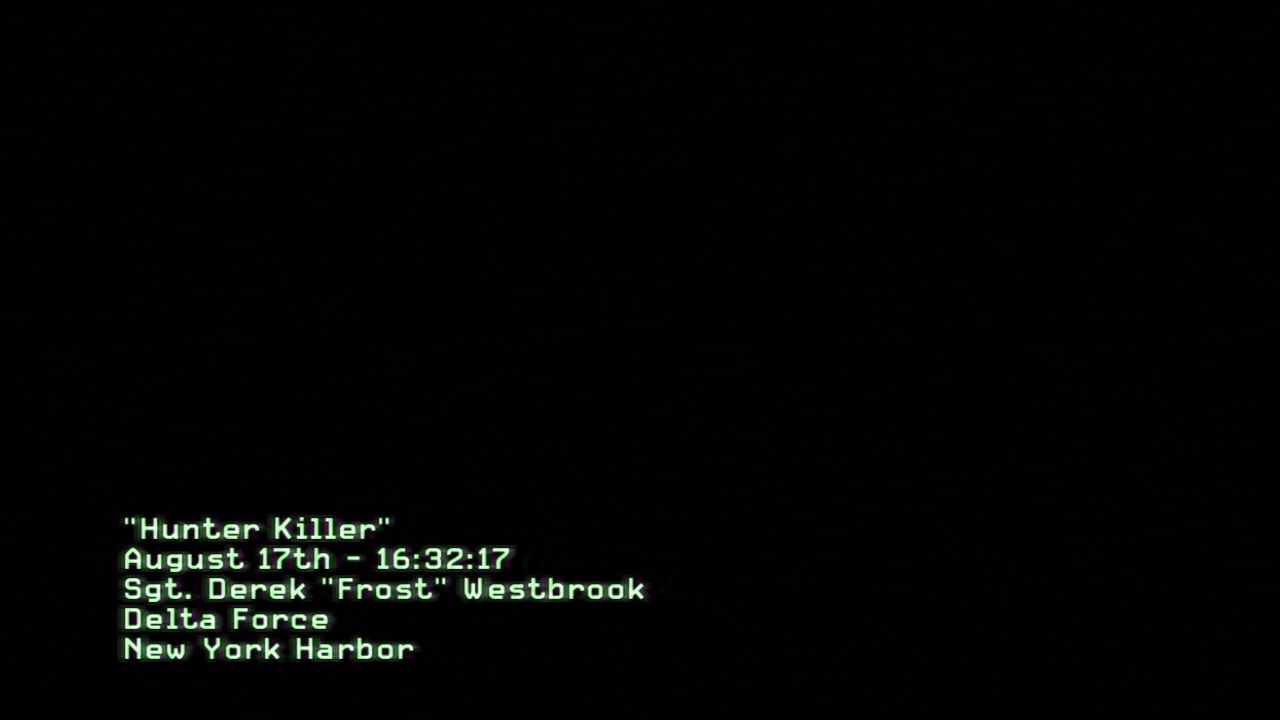 "Hunter Killer"
August 17th - 16:32:17
Sgt. Derek "Frost" Westbrook
Delta Force
New York Harbor